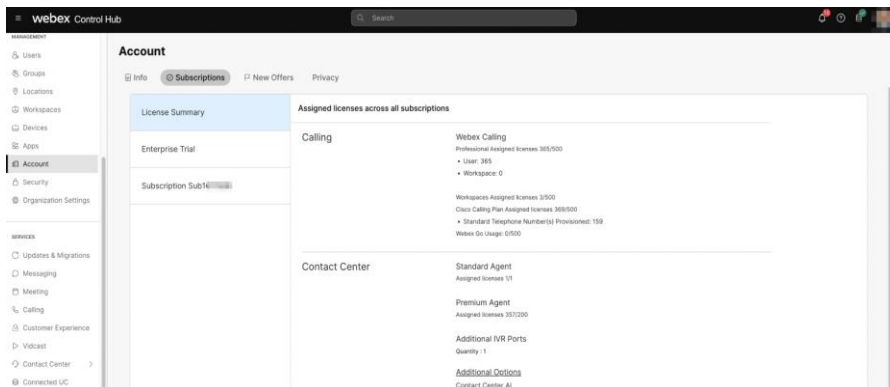 webex Control Hub
Search
MANAGEMENT
Users
Groups
Locations
Workspaces
Devices
Apps
Account
Security
Organization Settings
SERVICES
Updates & Migrations
Messaging
Meeting
Calling
Customer Experience
Vidcast
Contact Center
Connected UC
Account
Info
Subscriptions
New Offers
Privacy
License Summary
Enterprise Trial
Subscription Sub1
Assigned licenses across all subscriptions
Calling
Webex Calling
Professional Assigned licenses 365/500
• User: 365
• Workspace: 0
Workspaces Assigned licenses 3/500
Cisco Calling Plan Assigned licenses 369/500
• Standard Telephone Number(s) Provisioned: 159
Webex Go Usage: 0/500
Contact Center
Standard Agent
Assigned licenses 1/1
Premium Agent
Assigned licenses 357/200
Additional IVR Ports
Quantity : 1
Additional Options
Contact Center AI